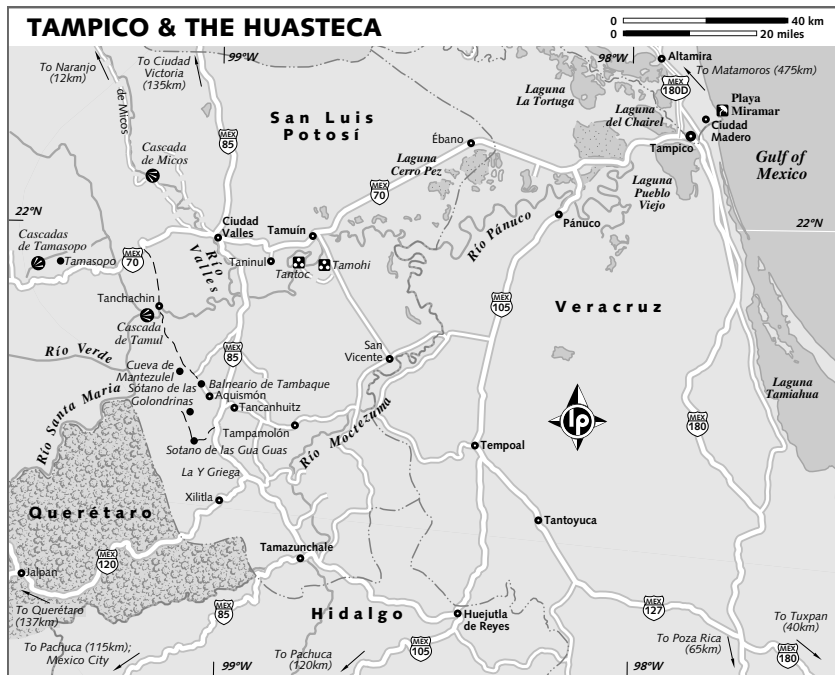 TAMPICO & THE HUASTECA
0 40 km
0 20 miles
To Naranjo
(12km)
To Ciudad
Victoria
(135km)
99°W
98°W
Altamira
To Matamoros (475km)
MEX
180D
Laguna
La Tortuga
Laguna
del Chairel
Playa
Miramar
Ciudad
Madero
Tampico
Gulf of
Mexico
de Micos
MEX
85
San Luis
Potosí
Cascada
de Micos
Ébano
Laguna
Cerro Pez
MEX
70
Laguna
Pueblo
Viejo
22°N
22°N
Ciudad
Valles
Tamuín
Río Pánuco
Pánuco
Cascadas
de Tamasopo
Tamasopo
MEX
70
Río
Valles
Taninul
Tantoc
Tamohi
Tanchachin
Cascada
de Tamul
MEX
105
Veracruz
Río Verde
MEX
85
San
Vicente
Cueva de
Mantezulel
Balneario de Tambaque
Sótano de las
Golondrinas
Aquismón
Tancanhuitz
Río Santa Maria
Tampamolón
Río Moctezuma
Sotano de las Gua Guas
Laguna
Tamiahua
lp
MEX
180
Tempoal
La Y Griega
Xilitla
Querétaro
Tantoyuca
MEX
120
Tamazunchale
Jalpan
To Querétaro
(137km)
MEX
85
Hidalgo
Huejutla
de Reyes
MEX
127
To Pachuca (115km);
Mexico City
To Pachuca
(120km)
MEX
105
To Poza Rica
(65km)
To Tuxpan
(40km)
MEX
180
99°W
98°W